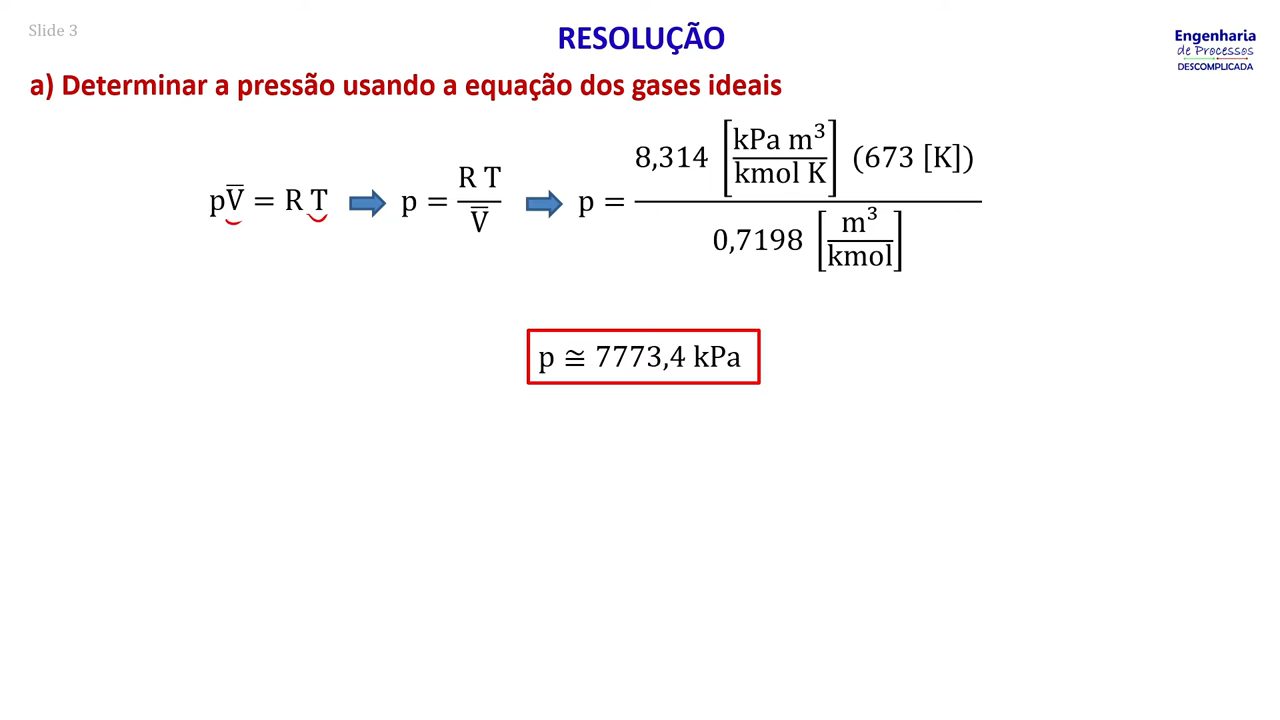 Slide 3
RESOLUÇÃO
Engenharia
de Processos
DESCOMPLICADA
a) Determinar a pressão usando a equação dos gases ideais
pV̅ = R T ➡ p = R T / V̅ ➡ p = 8,314 [kPa m³ / kmol K] (673 [K]) / 0,7198 [m³ / kmol]
p ≅ 7773,4 kPa